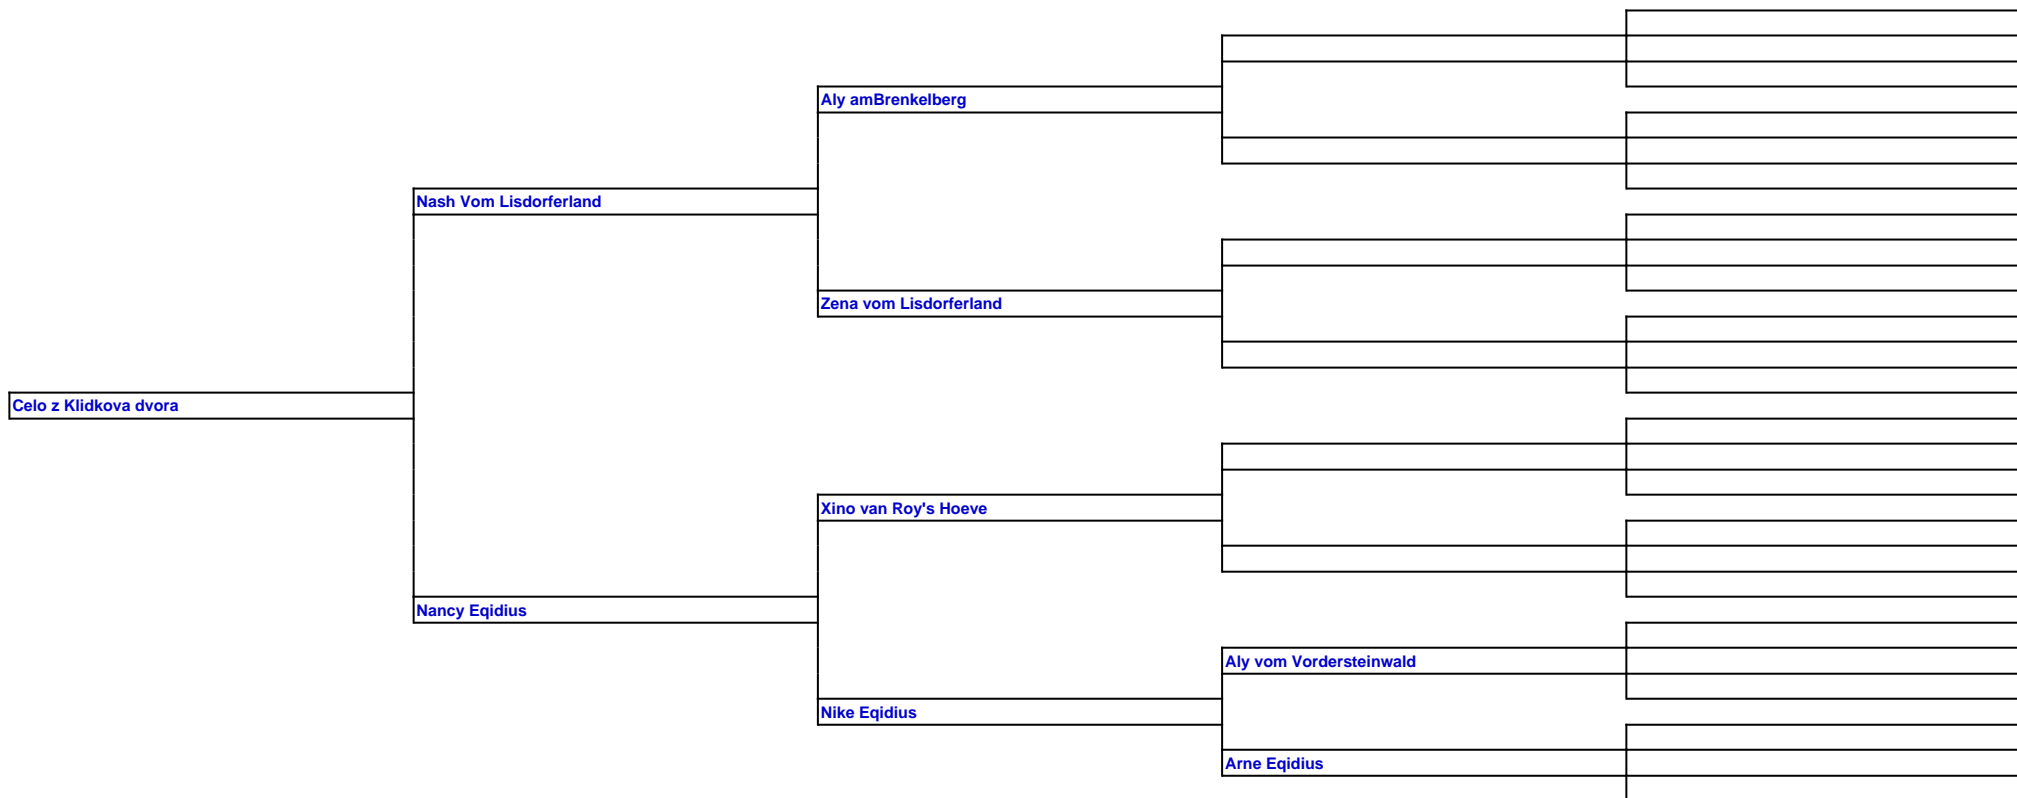 Aly amBrenkelberg
Nash Vom Lisdorferland
Zena vom Lisdorferland
Celo z Klidkova dvora
Xino van Roy's Hoeve
Nancy Eqidius
Aly vom Vordersteinwald
Nike Eqidius
Arne Eqidius